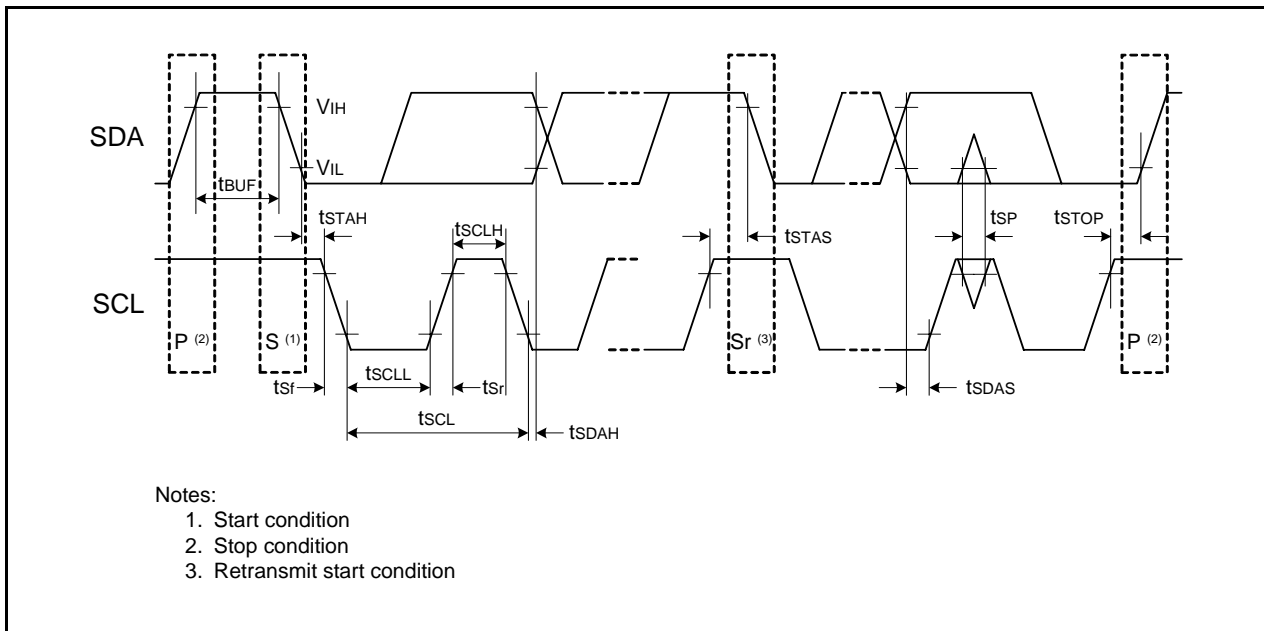 VIH
SDA
VIL
tBUF
tSTAH
tSCLH
tSTAS
tSP
tSTOP
SCL
P (2)
S (1)
Sr (3)
P (2)
tSf
tSCLL
tSr
tSDAS
tSCL
tSDAH
Notes:
1. Start condition
2. Stop condition
3. Retransmit start condition